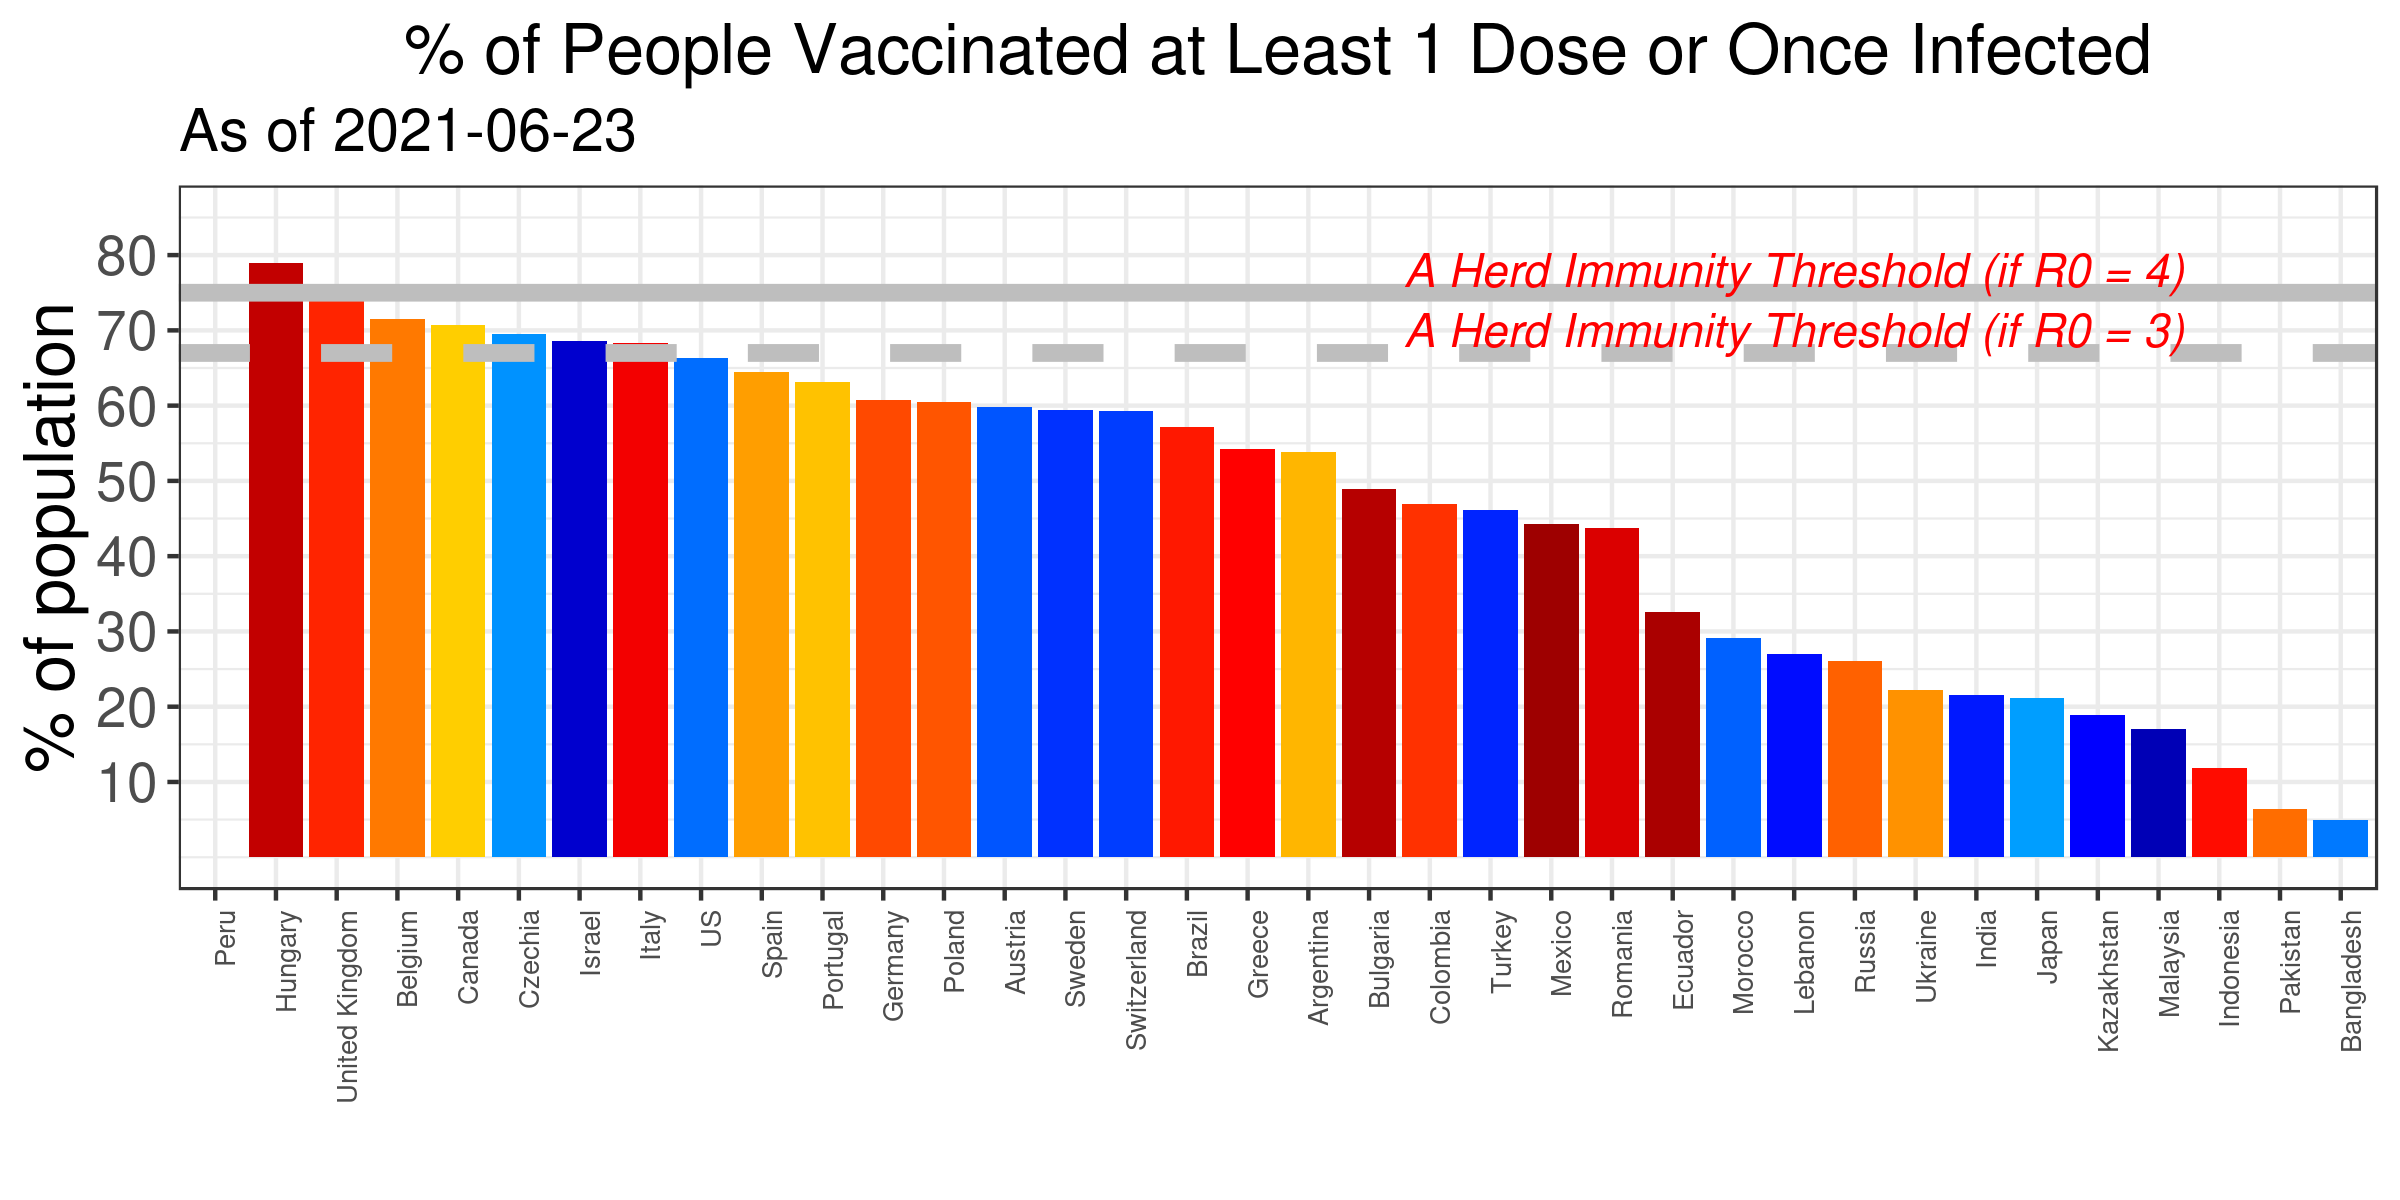 % of People Vaccinated at Least 1 Dose or Once Infected
As of 2021-06-23
% of population
80
70
60
50
40
30
20
10
A Herd Immunity Threshold (if R0 = 4)
A Herd Immunity Threshold (if R0 = 3)
Peru
Hungary
United Kingdom
Belgium
Canada
Czechia
Israel
Italy
US
Spain
Portugal
Germany
Poland
Austria
Sweden
Switzerland
Brazil
Greece
Argentina
Bulgaria
Colombia
Turkey
Mexico
Romania
Ecuador
Morocco
Lebanon
Russia
Ukraine
India
Japan
Kazakhstan
Malaysia
Indonesia
Pakistan
Bangladesh